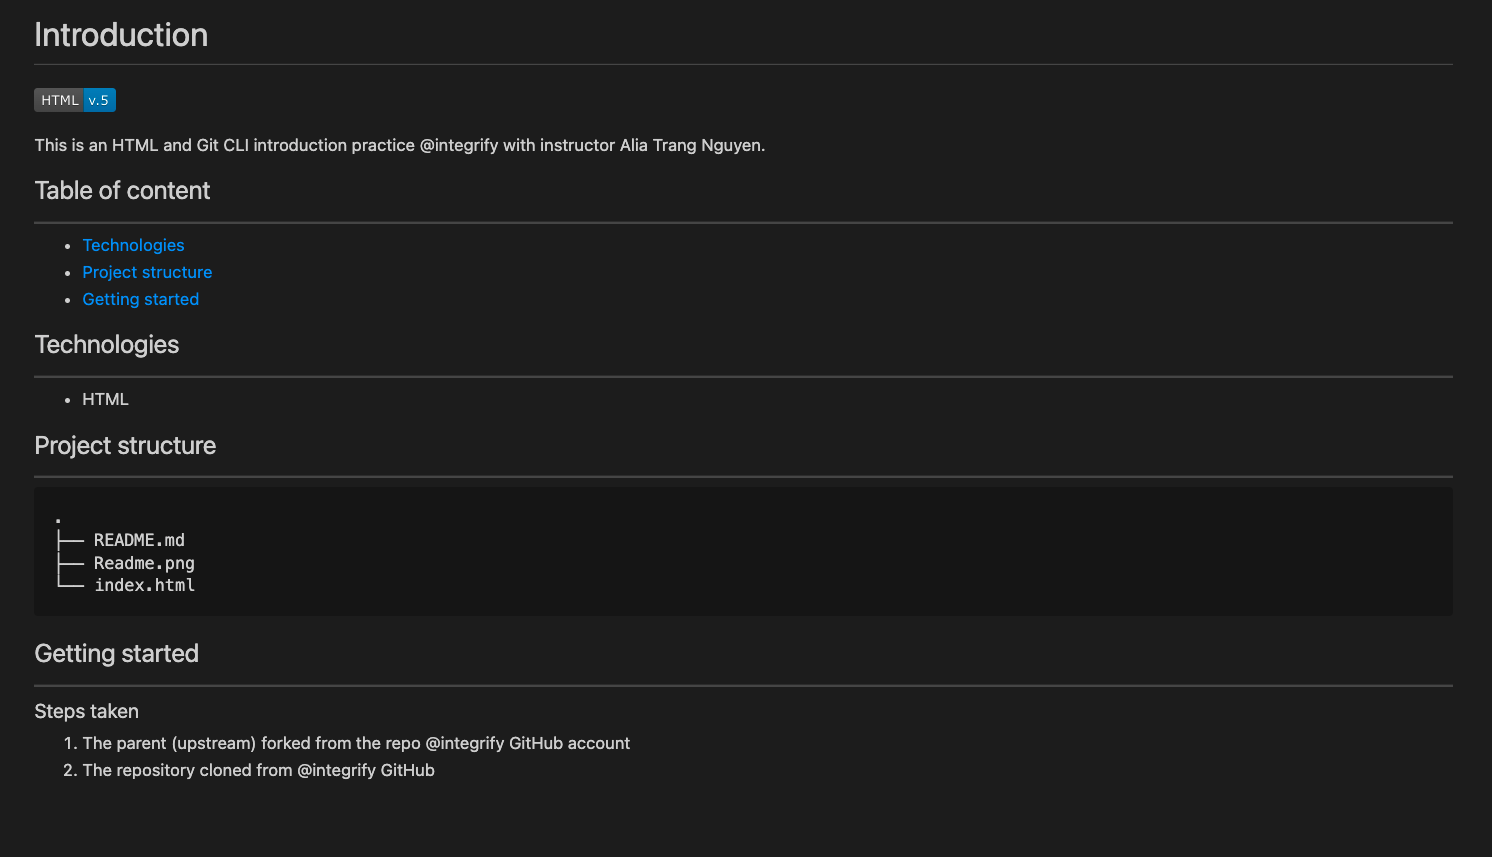 Introduction
HTML v.5
This is an HTML and Git CLI introduction practice @integrify with instructor Alia Trang Nguyen.
Table of content
• Technologies
• Project structure
• Getting started
Technologies
• HTML
Project structure
.
├── README.md
├── Readme.png
└── index.html
Getting started
Steps taken
1. The parent (upstream) forked from the repo @integrify GitHub account
2. The repository cloned from @integrify GitHub